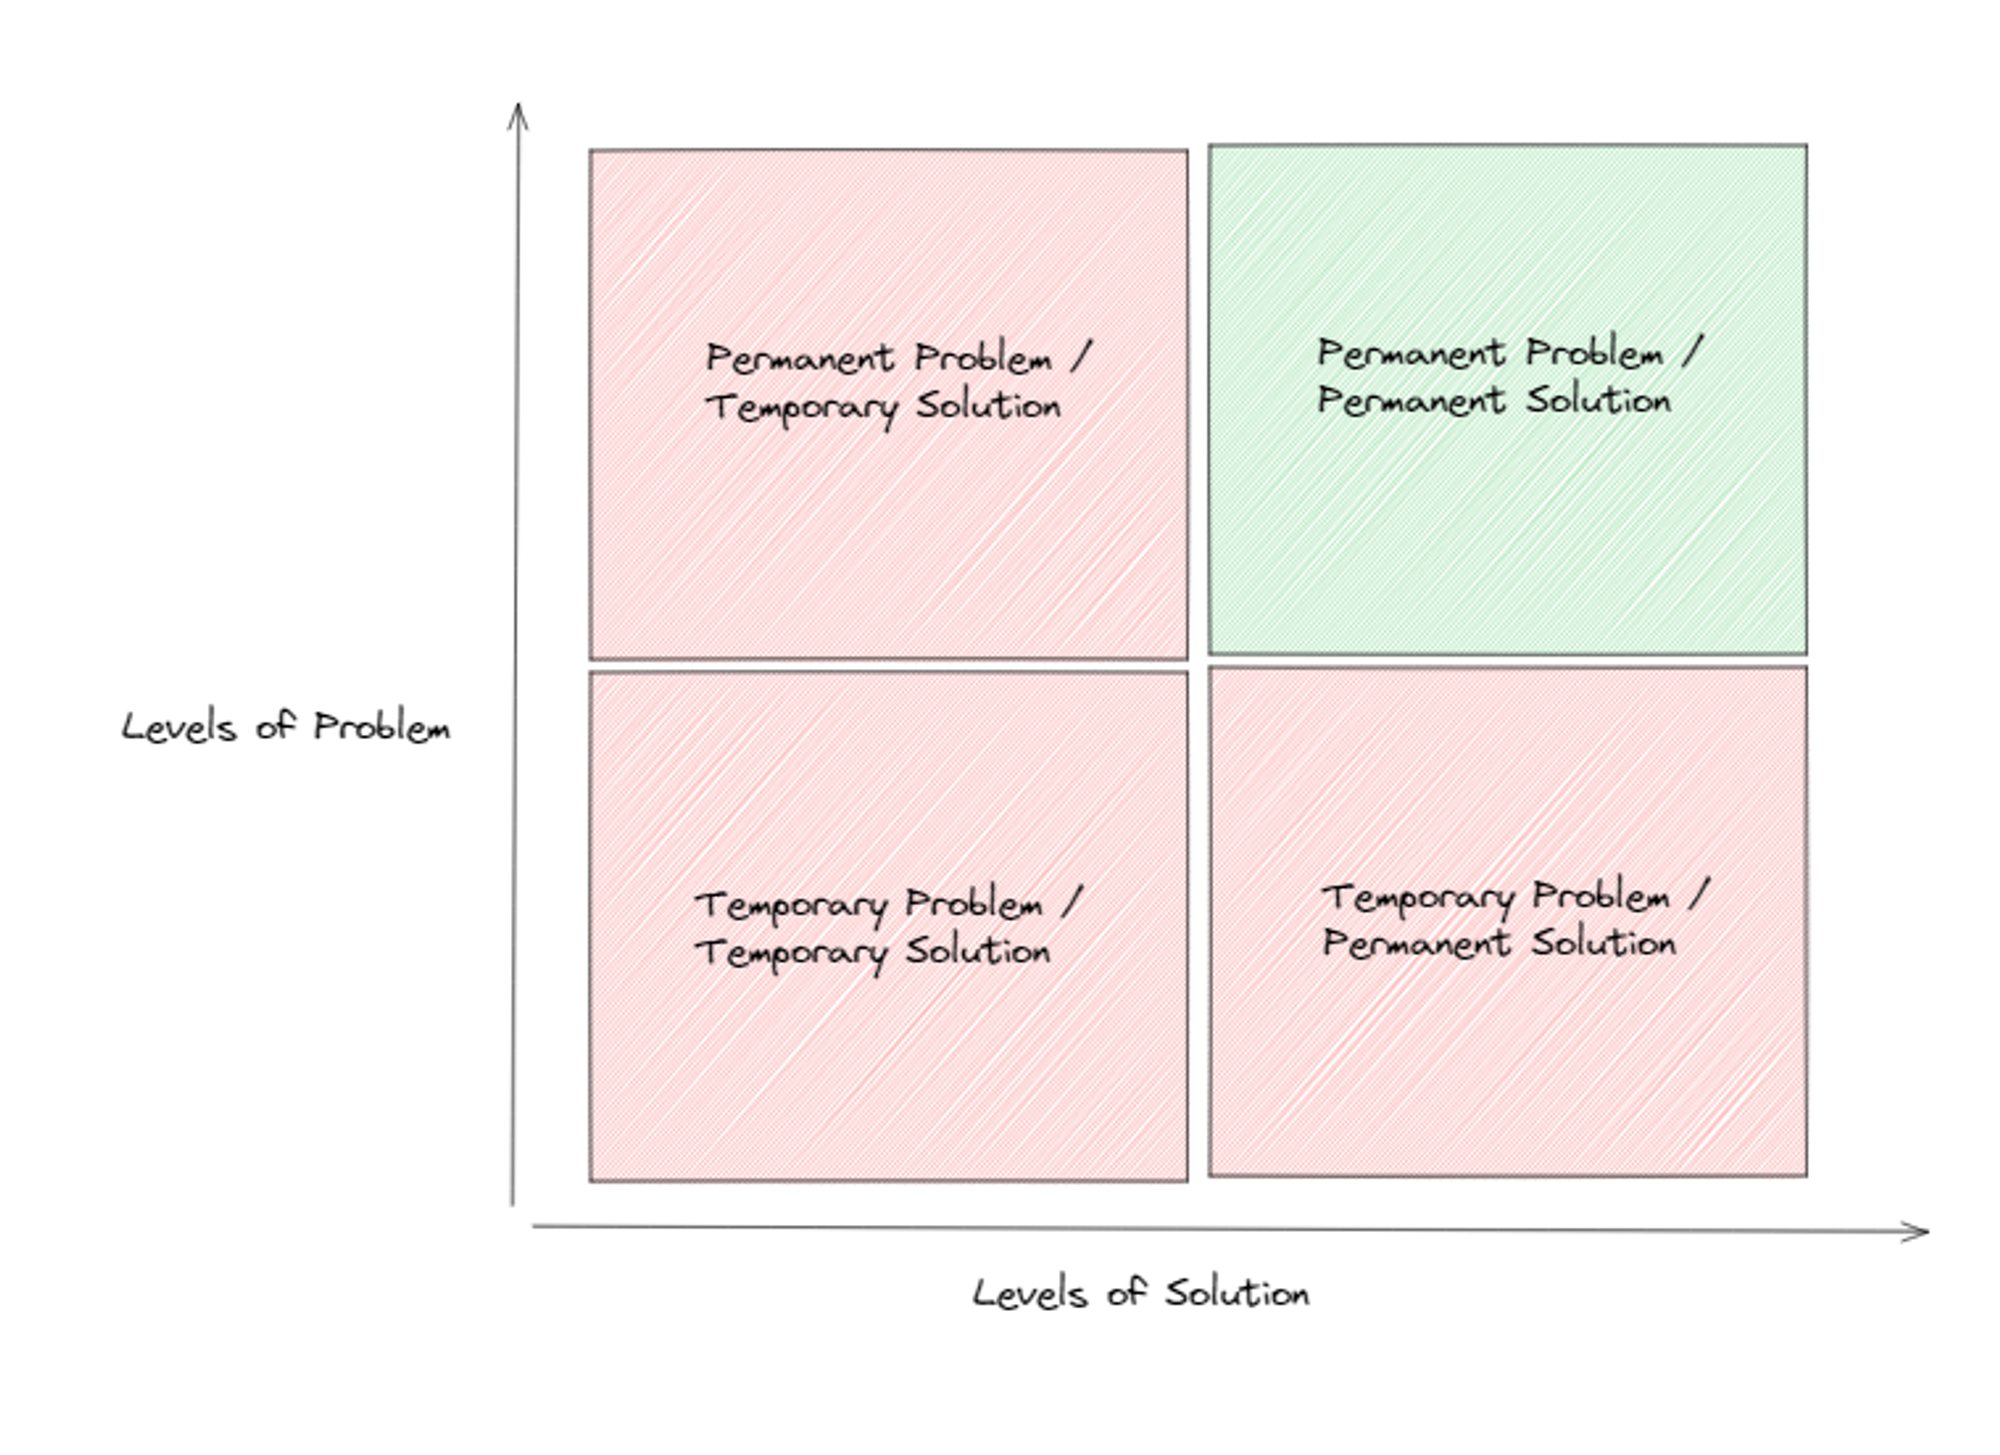 Permanent Problem /
Temporary Solution
Permanent Problem /
Permanent Solution
Levels of Problem
Temporary Problem /
Temporary Solution
Temporary Problem /
Permanent Solution
Levels of Solution